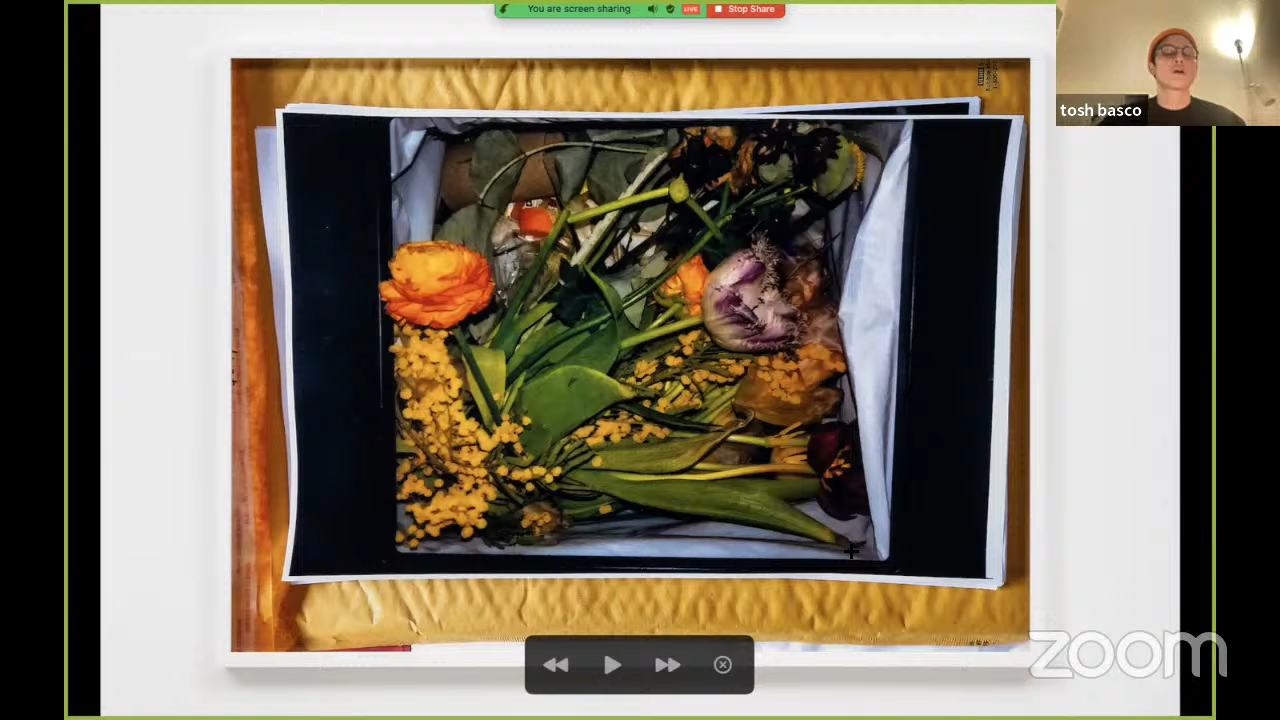 You are screen sharing
LIVE
Stop Share
tosh basco
zoom